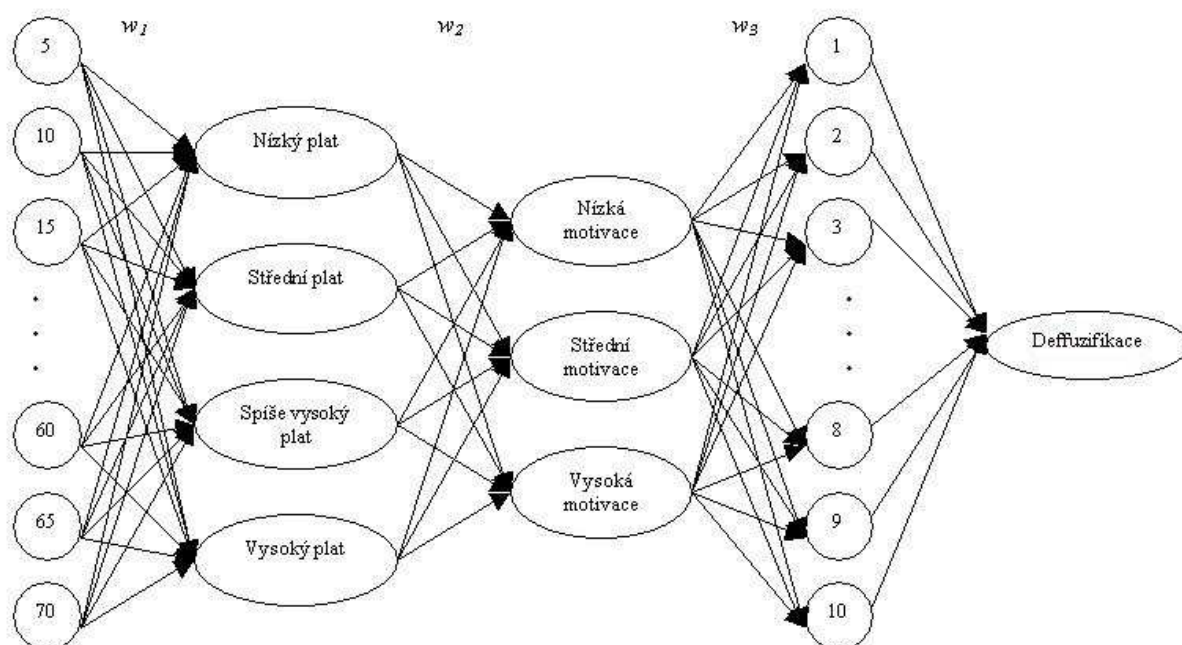 w1
w2
w3
5
10
15
60
65
70
Nízký plat
Střední plat
Spíše vysoký
plat
Vysoký plat
Nízká
motivace
Střední
motivace
Vysoká
motivace
1
2
3
8
9
10
Deffuzifikace